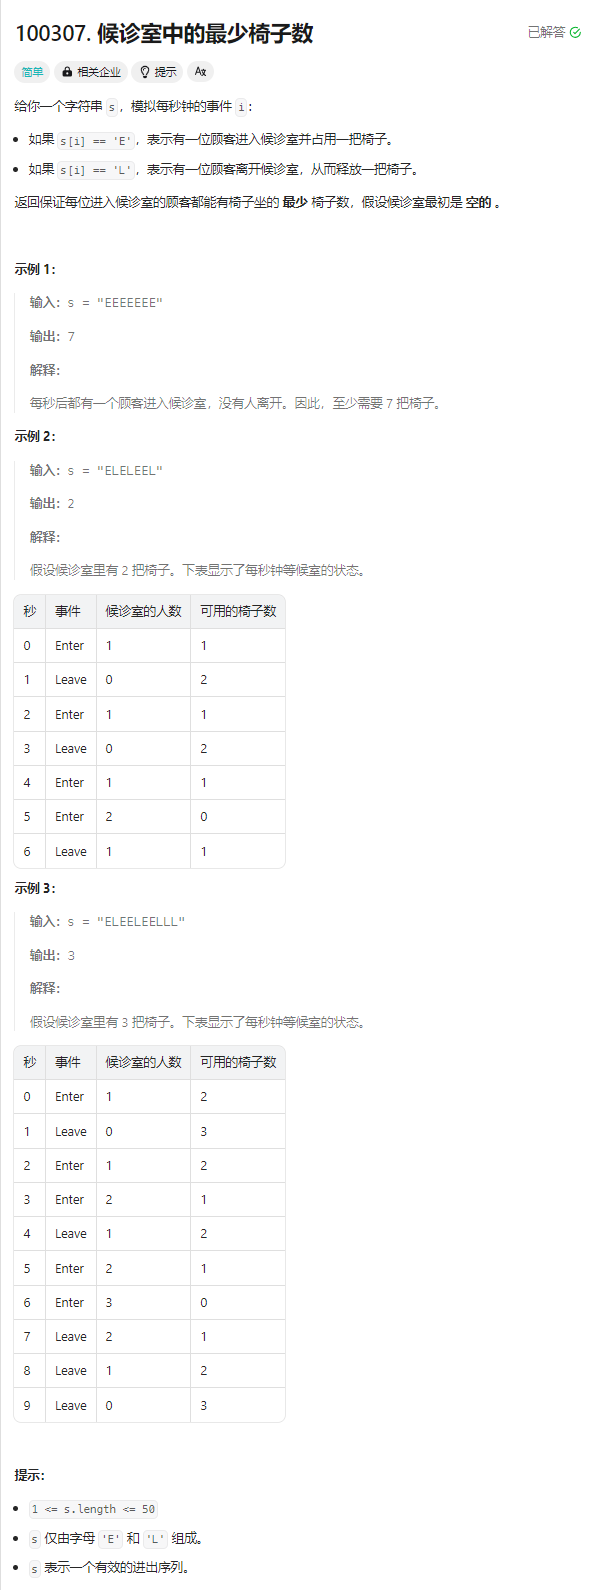 100307. 候诊室中的最少椅子数
已解答
简单 相关企业 提示 Aあ
给你一个字符串 s，模拟每秒钟的事件 i：
如果 s[i] == 'E'，表示有一位顾客进入候诊室并占用一把椅子。
如果 s[i] == 'L'，表示有一位顾客离开候诊室，从而释放一把椅子。
返回保证每位进入候诊室的顾客都能有椅子坐的 最少 椅子数，假设候诊室最初是 空的 。
示例 1：
输入：s = "EEEEEEE"
输出：7
解释：
每秒后都有一个顾客进入候诊室，没有人离开。因此，至少需要 7 把椅子。
示例 2：
输入：s = "ELELEEL"
输出：2
解释：
假设候诊室里有 2 把椅子。下表显示了每秒钟等候室的状态。
秒 事件 候诊室的人数 可用的椅子数
0 Enter 1 1
1 Leave 0 2
2 Enter 1 1
3 Leave 0 2
4 Enter 1 1
5 Enter 2 0
6 Leave 1 1
示例 3：
输入：s = "ELEELEELLL"
输出：3
解释：
假设候诊室里有 3 把椅子。下表显示了每秒钟等候室的状态。
秒 事件 候诊室的人数 可用的椅子数
0 Enter 1 2
1 Leave 0 3
2 Enter 1 2
3 Enter 2 1
4 Leave 1 2
5 Enter 2 1
6 Enter 3 0
7 Leave 2 1
8 Leave 1 2
9 Leave 0 3
提示：
1 <= s.length <= 50
s 仅由字母 'E' 和 'L' 组成。
s 表示一个有效的进出序列。